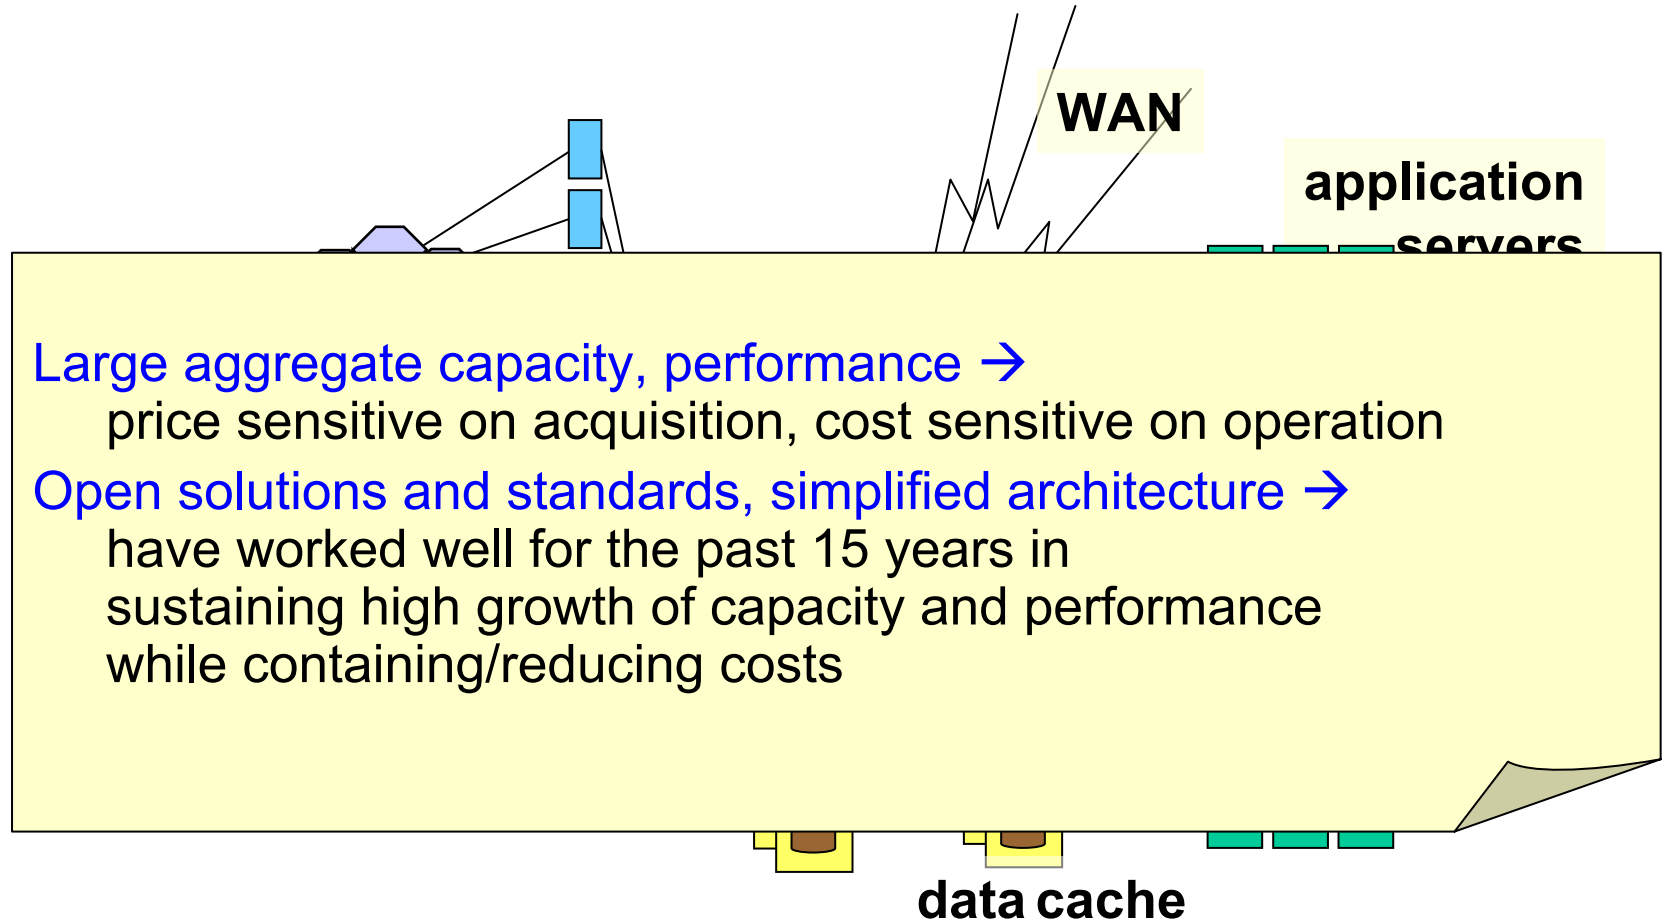 WAN
application
servers
Large aggregate capacity, performance →
price sensitive on acquisition, cost sensitive on operation
Open solutions and standards, simplified architecture →
have worked well for the past 15 years in
sustaining high growth of capacity and performance
while containing/reducing costs
data cache